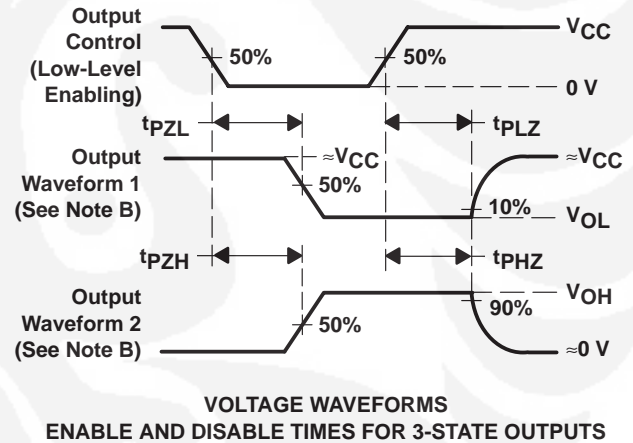 Output
Control
(Low-Level
Enabling)
50%
50%
VCC
0 V
tPZL
tPLZ
Output
Waveform 1
(See Note B)
≈VCC
50%
≈VCC
10%
VOL
tPZH
tPHZ
Output
Waveform 2
(See Note B)
50%
VOH
90%
≈0 V
VOLTAGE WAVEFORMS
ENABLE AND DISABLE TIMES FOR 3-STATE OUTPUTS